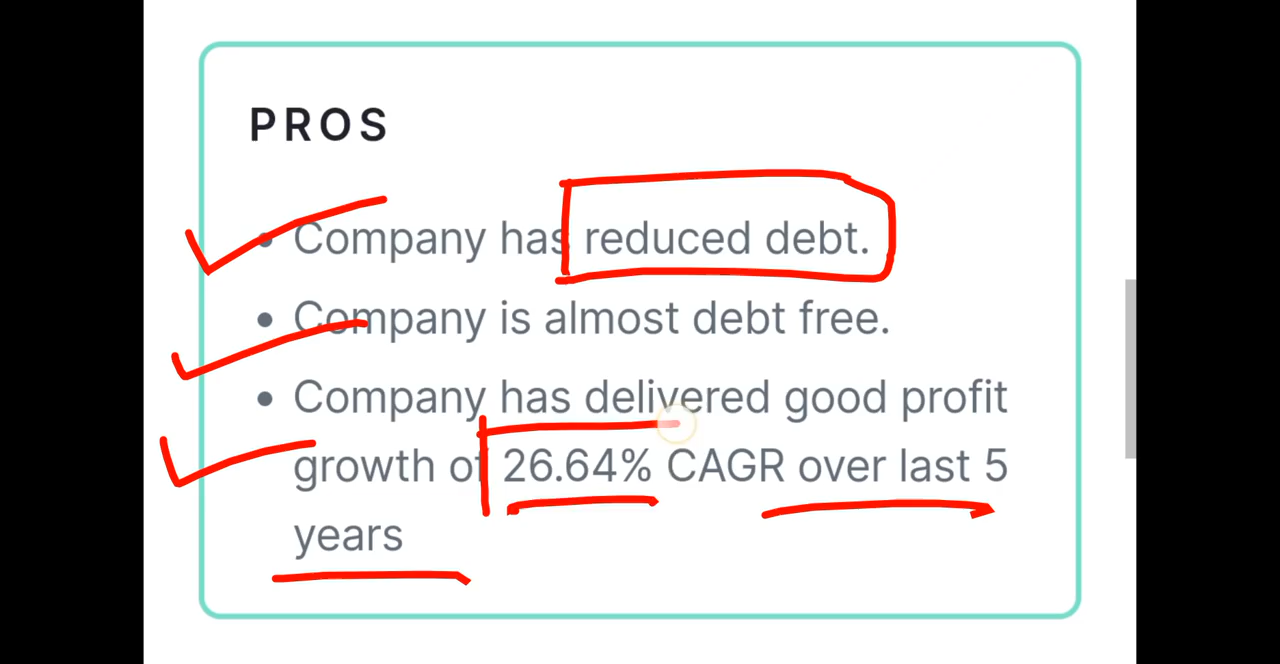 PROS
• Company has reduced debt.
• Company is almost debt free.
• Company has delivered good profit
growth of 26.64% CAGR over last 5
years